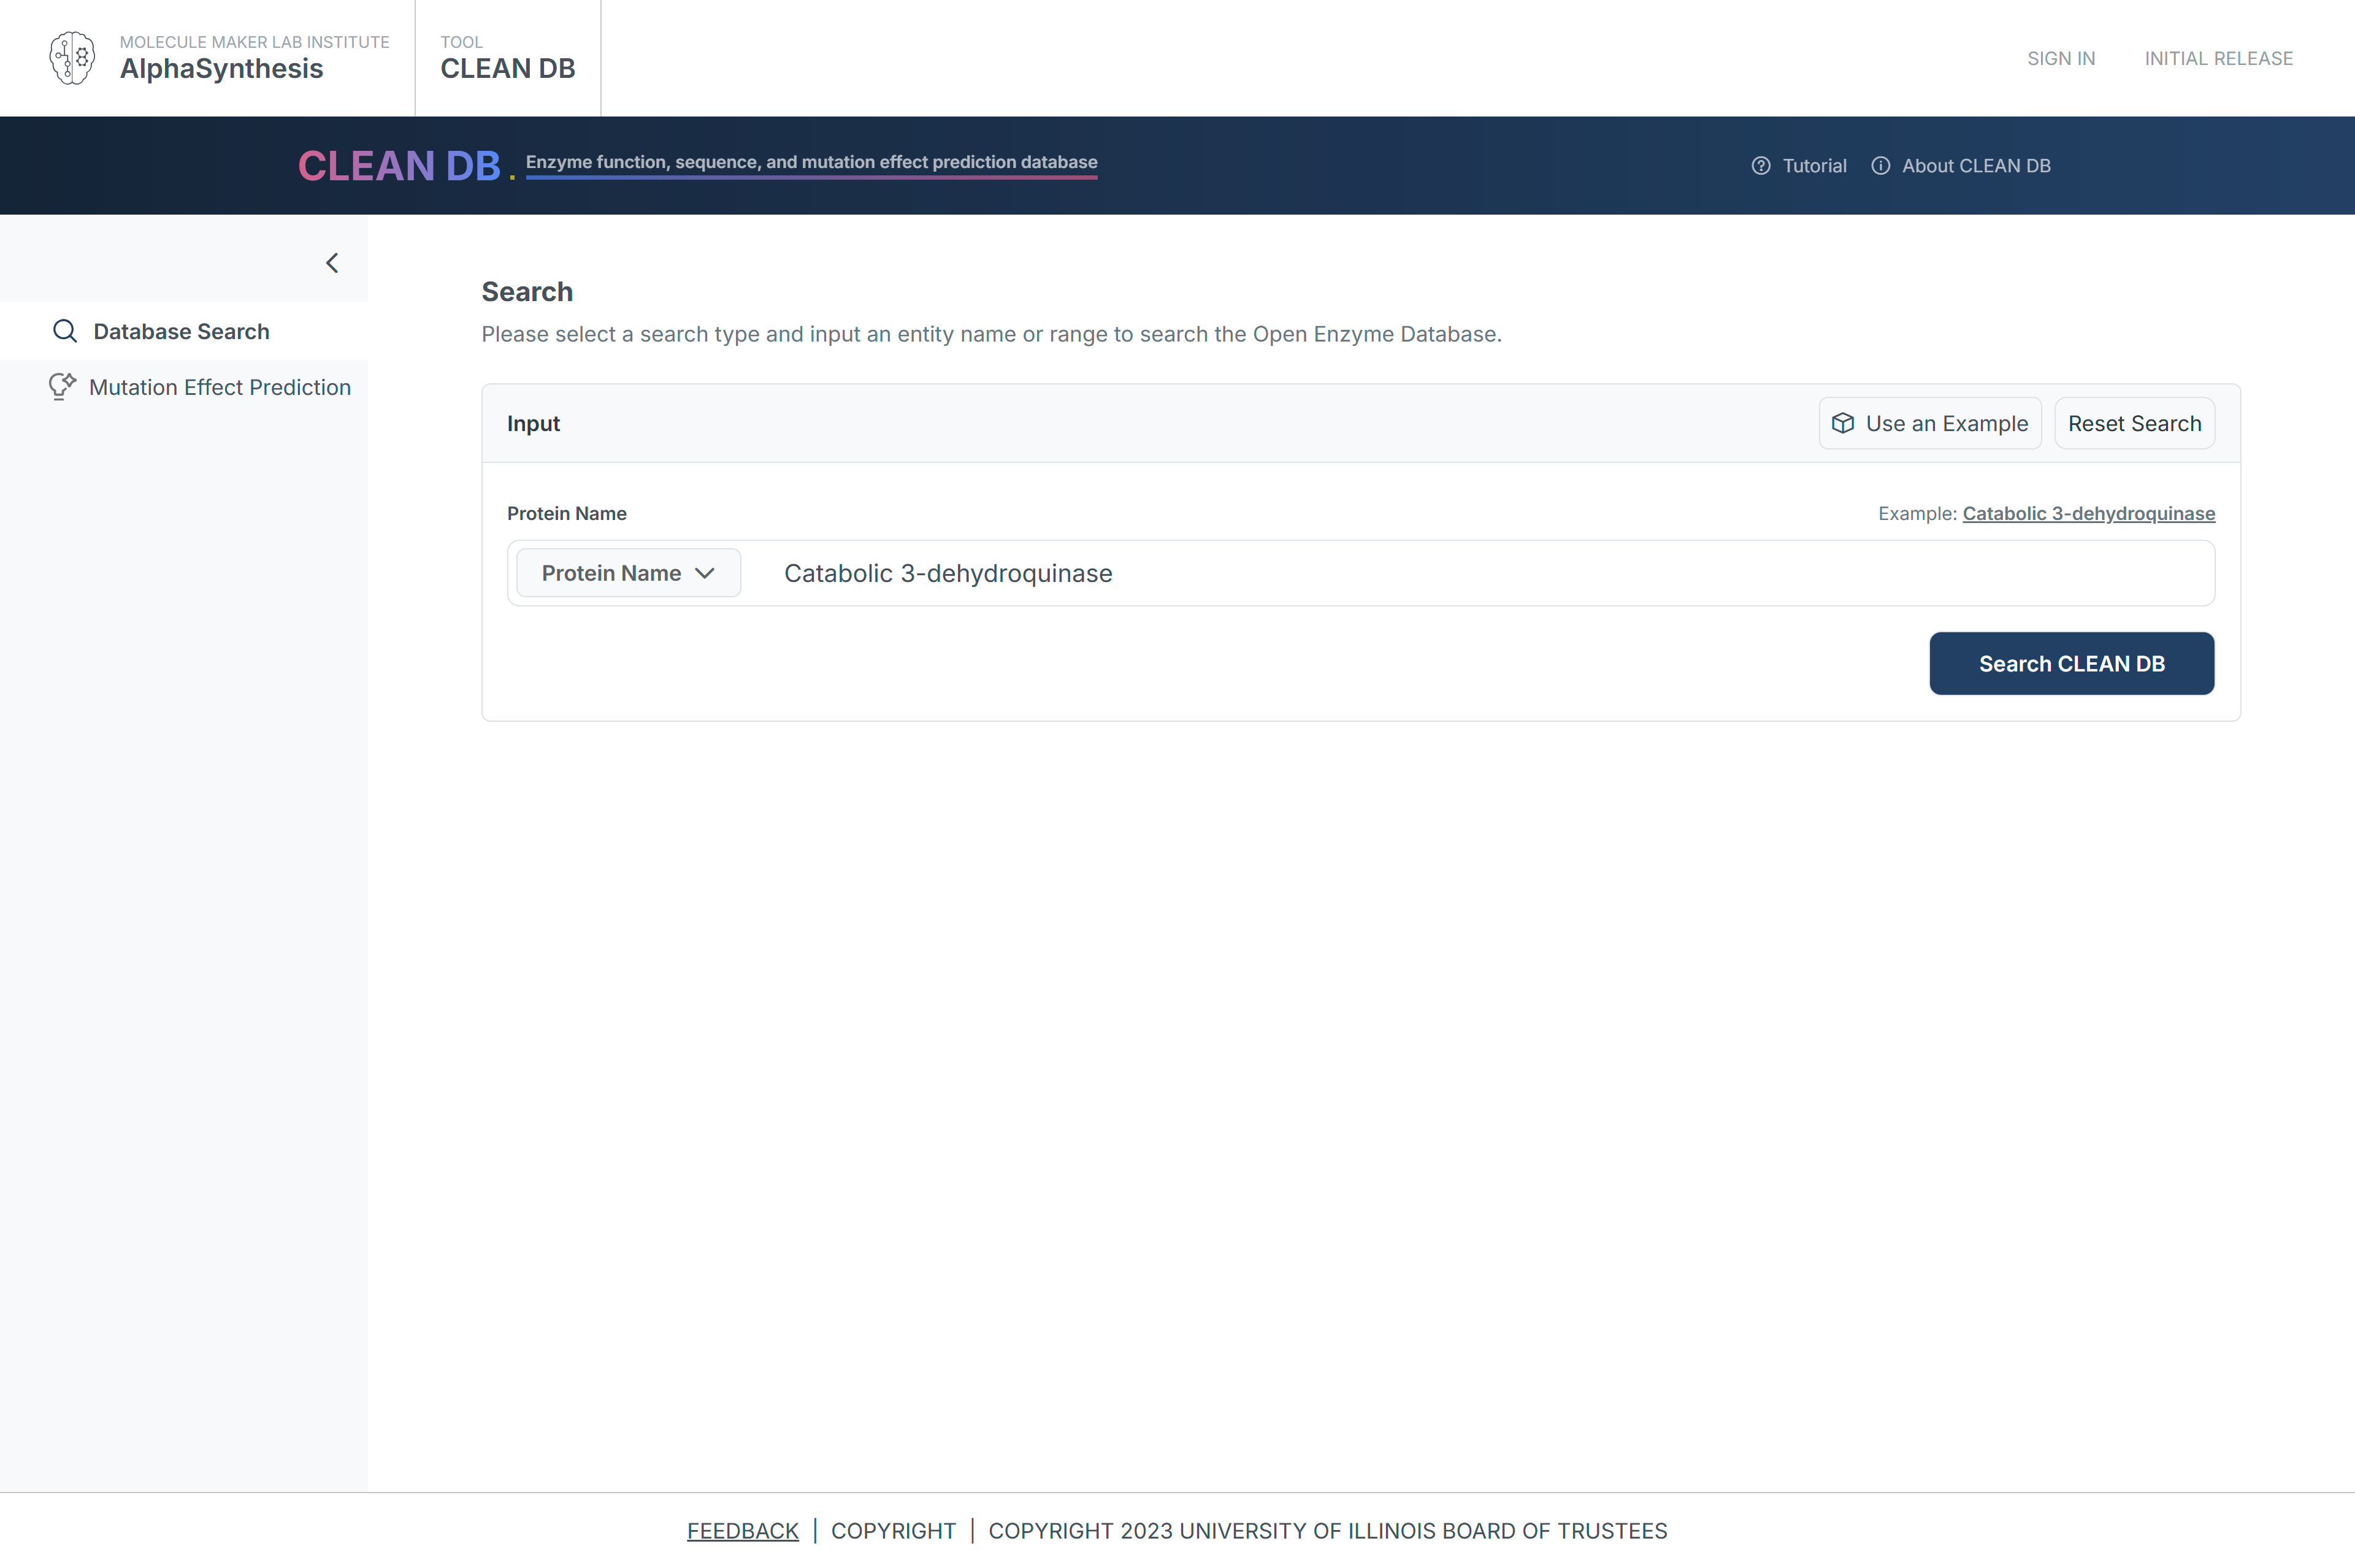 MOLECULE MAKER LAB INSTITUTE
AlphaSynthesis
TOOL
CLEAN DB
SIGN IN
INITIAL RELEASE
CLEAN DB.
Enzyme function, sequence, and mutation effect prediction database
Tutorial
About CLEAN DB
Database Search
Mutation Effect Prediction
Search
Please select a search type and input an entity name or range to search the Open Enzyme Database.
Input
Use an Example
Reset Search
Protein Name
Example: Catabolic 3-dehydroquinase
Protein Name
Catabolic 3-dehydroquinase
Search CLEAN DB
FEEDBACK | COPYRIGHT | COPYRIGHT 2023 UNIVERSITY OF ILLINOIS BOARD OF TRUSTEES